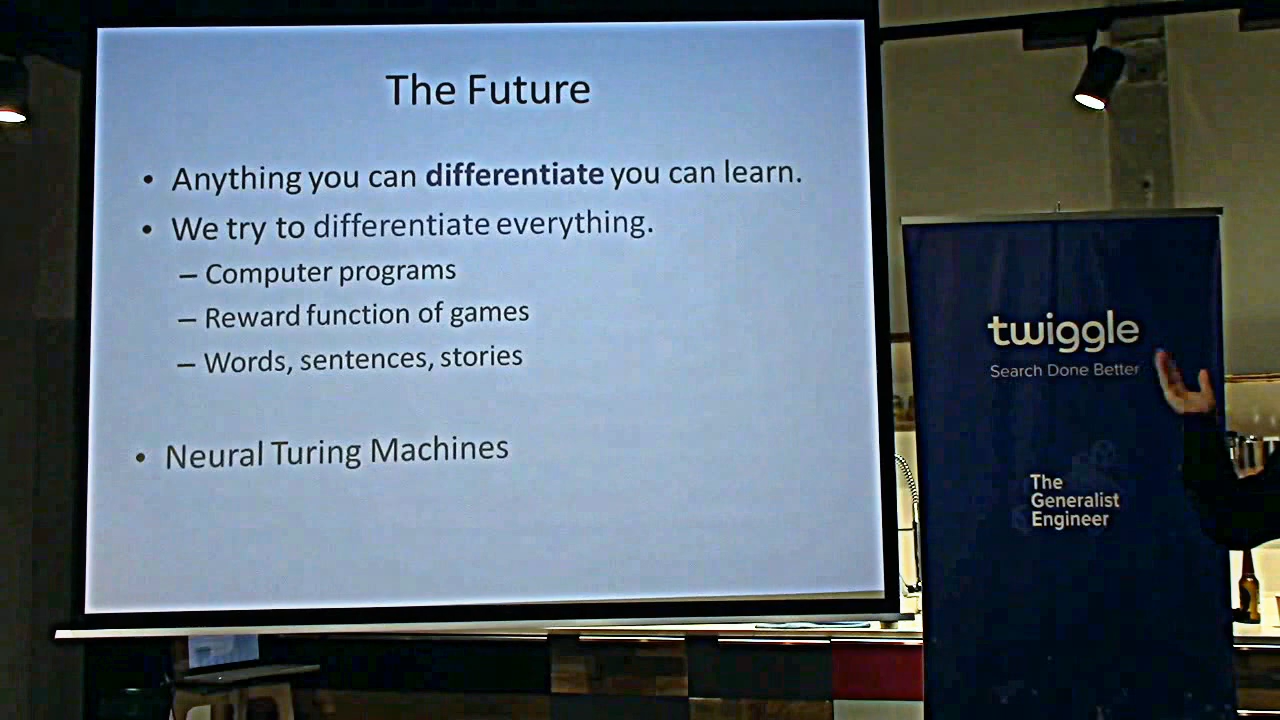 The Future
• Anything you can differentiate you can learn.
• We try to differentiate everything.
– Computer programs
– Reward function of games
– Words, sentences, stories
• Neural Turing Machines
twiggle
Search Done Better
The
Generalist
Engineer